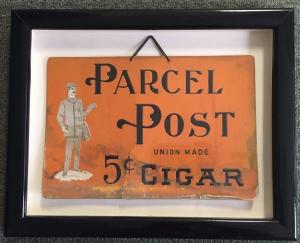 PARCEL
POST
UNION MADE
5¢ CIGAR